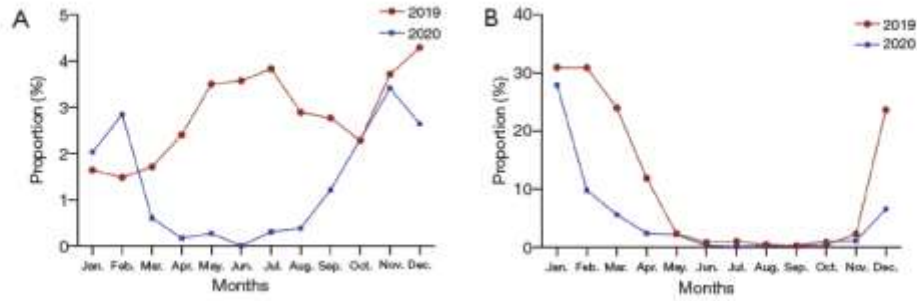 A
5
4
3
2
1
0
Proportion (%)
2019
2020
Jan. Feb. Mar. Apr. May. Jun. Jul. Aug. Sep. Oct. Nov. Dec.
Months
B
40
30
20
10
0
Proportion (%)
2019
2020
Jan. Feb. Mar. Apr. May. Jun. Jul. Aug. Sep. Oct. Nov. Dec.
Months